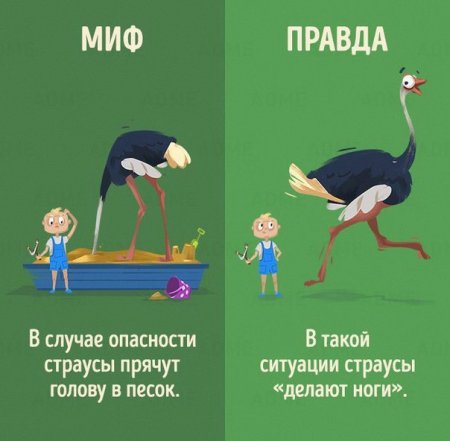 МИФ
В случае опасности
страусы прячут
голову в песок.
ПРАВДА
В такой
ситуации страусы
«делают ноги».